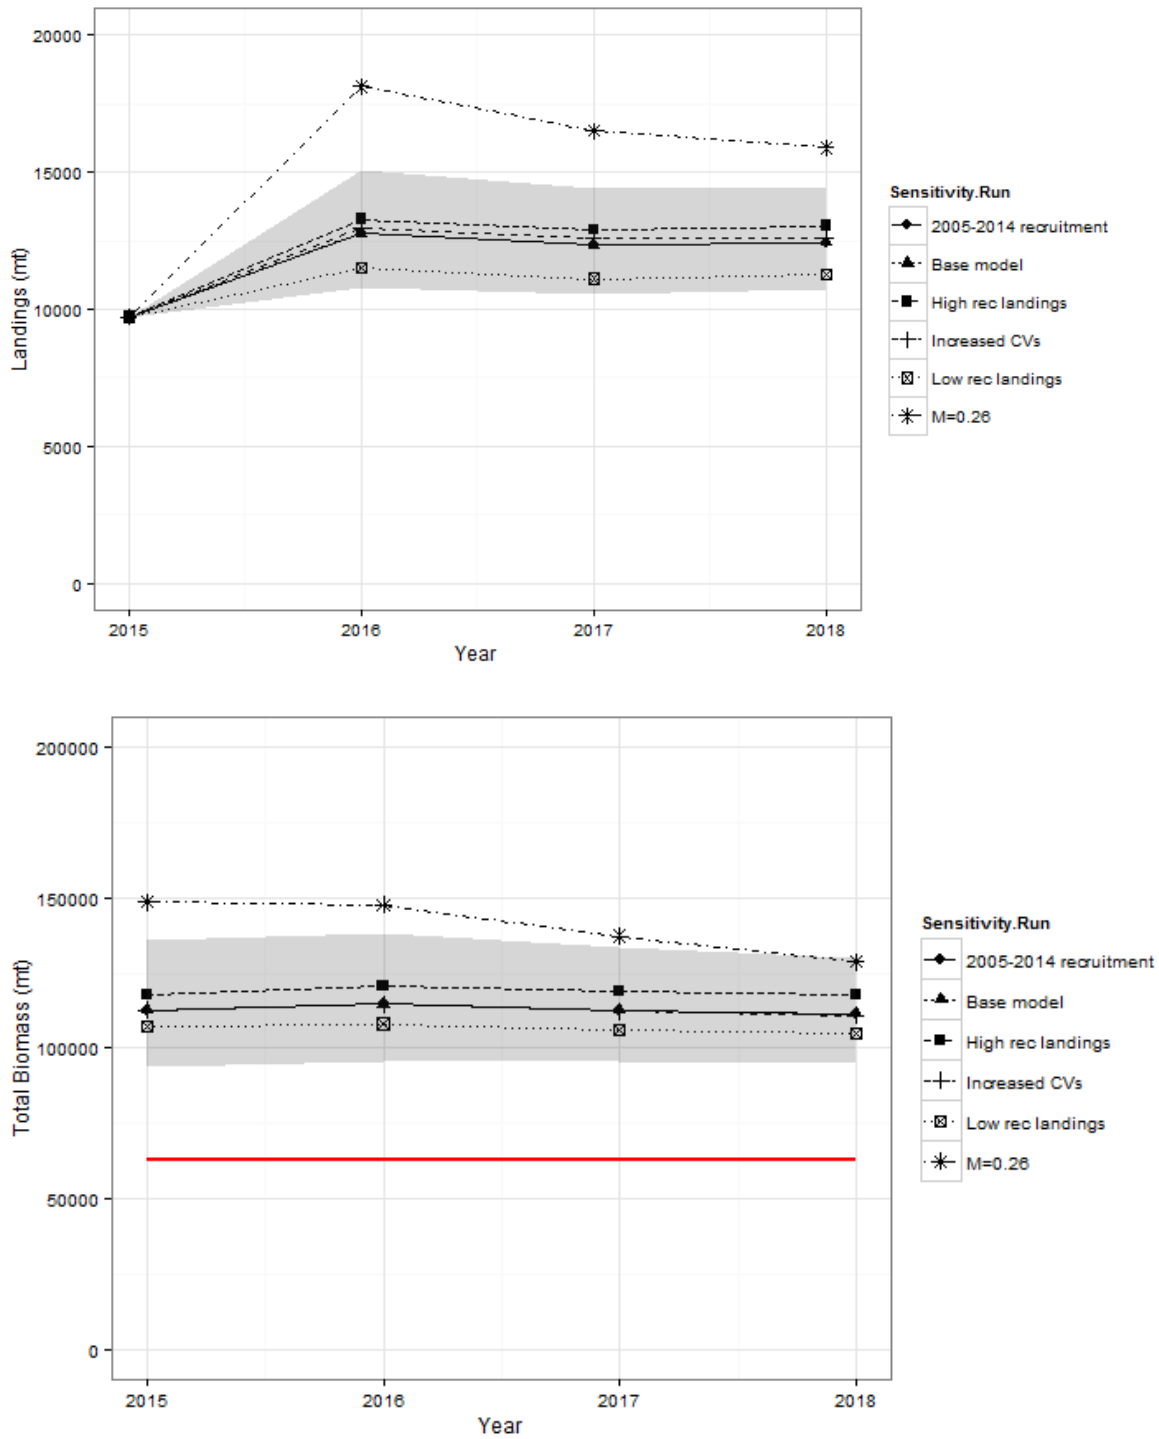 20000
15000
10000
5000
0
Landings (mt)
2015 2016 2017 2018
Year
Sensitivity.Run
2005-2014 recruitment
Base model
High rec landings
Increased CVs
Low rec landings
M=0.26
200000
150000
100000
50000
0
Total Biomass (mt)
2015 2016 2017 2018
Year
Sensitivity.Run
2005-2014 recruitment
Base model
High rec landings
Increased CVs
Low rec landings
M=0.26